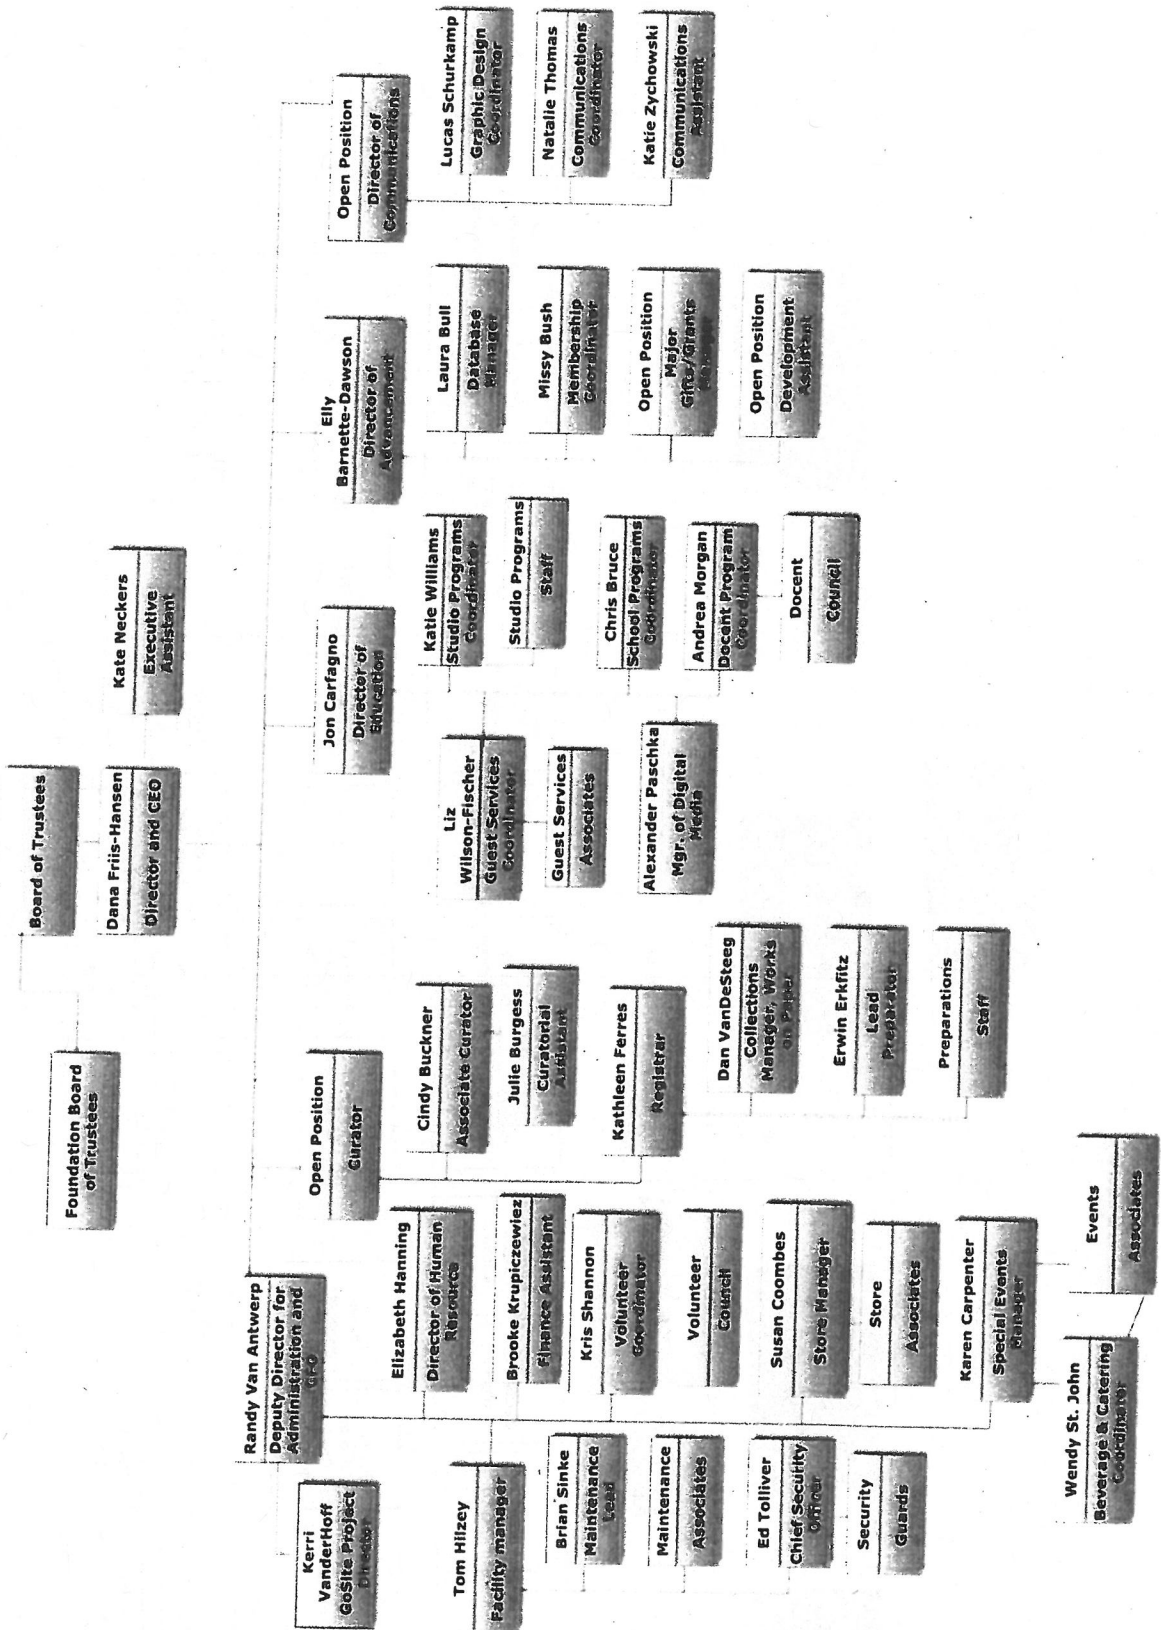 Board of Trustees
Foundation Board
of Trustees
Dana Friis-Hansen
Director and CEO
Kate Neckers
Executive
Assistant
Kerri
VanderHoff
GoSite Project
Director
Randy Van Antwerp
Deputy Director for
Administration and
CFO
Tom Hilzey
Facility manager
Brian Sinke
Maintenance
Lead
Maintenance
Associates
Ed Tolliver
Chief Security
Officer
Security
Guards
Elizabeth Hanning
Director of Human
Resource
Brooke Krupiczewiez
Finance Assistant
Kris Shannon
Volunteer
Coordinator
Volunteer
Council
Susan Coombes
Store Manager
Store
Associates
Karen Carpenter
Special Events
Manager
Wendy St. John
Beverage & Catering
Coordinator
Events
Associates
Open Position
Curator
Cindy Buckner
Associate Curator
Julie Burgess
Curatorial
Assistant
Kathleen Ferres
Registrar
Dan VanDeSteeg
Collections
Manager, Works
on Paper
Erwin Erkfitz
Lead
Preparator
Preparations
Staff
Jon Carfagno
Director of
Education
Liz
Wilson-Fischer
Guest Services
Coordinator
Guest Services
Associates
Alexander Paschka
Mgr. of Digital
Media
Katie Williams
Studio Programs
Coordinator
Studio Programs
Staff
Chris Bruce
School Programs
Coordinator
Andrea Morgan
Docent Program
Coordinator
Docent
Council
Elly
Barnette-Dawson
Director of
Advancement
Laura Bull
Database
Manager
Missy Bush
Membership
Coordinator
Open Position
Major
Gifts/Grants
Manager
Open Position
Development
Assistant
Open Position
Director of
Communications
Lucas Schurkamp
Graphic Design
Coordinator
Natalie Thomas
Communications
Coordinator
Katie Zychowski
Communications
Assistant